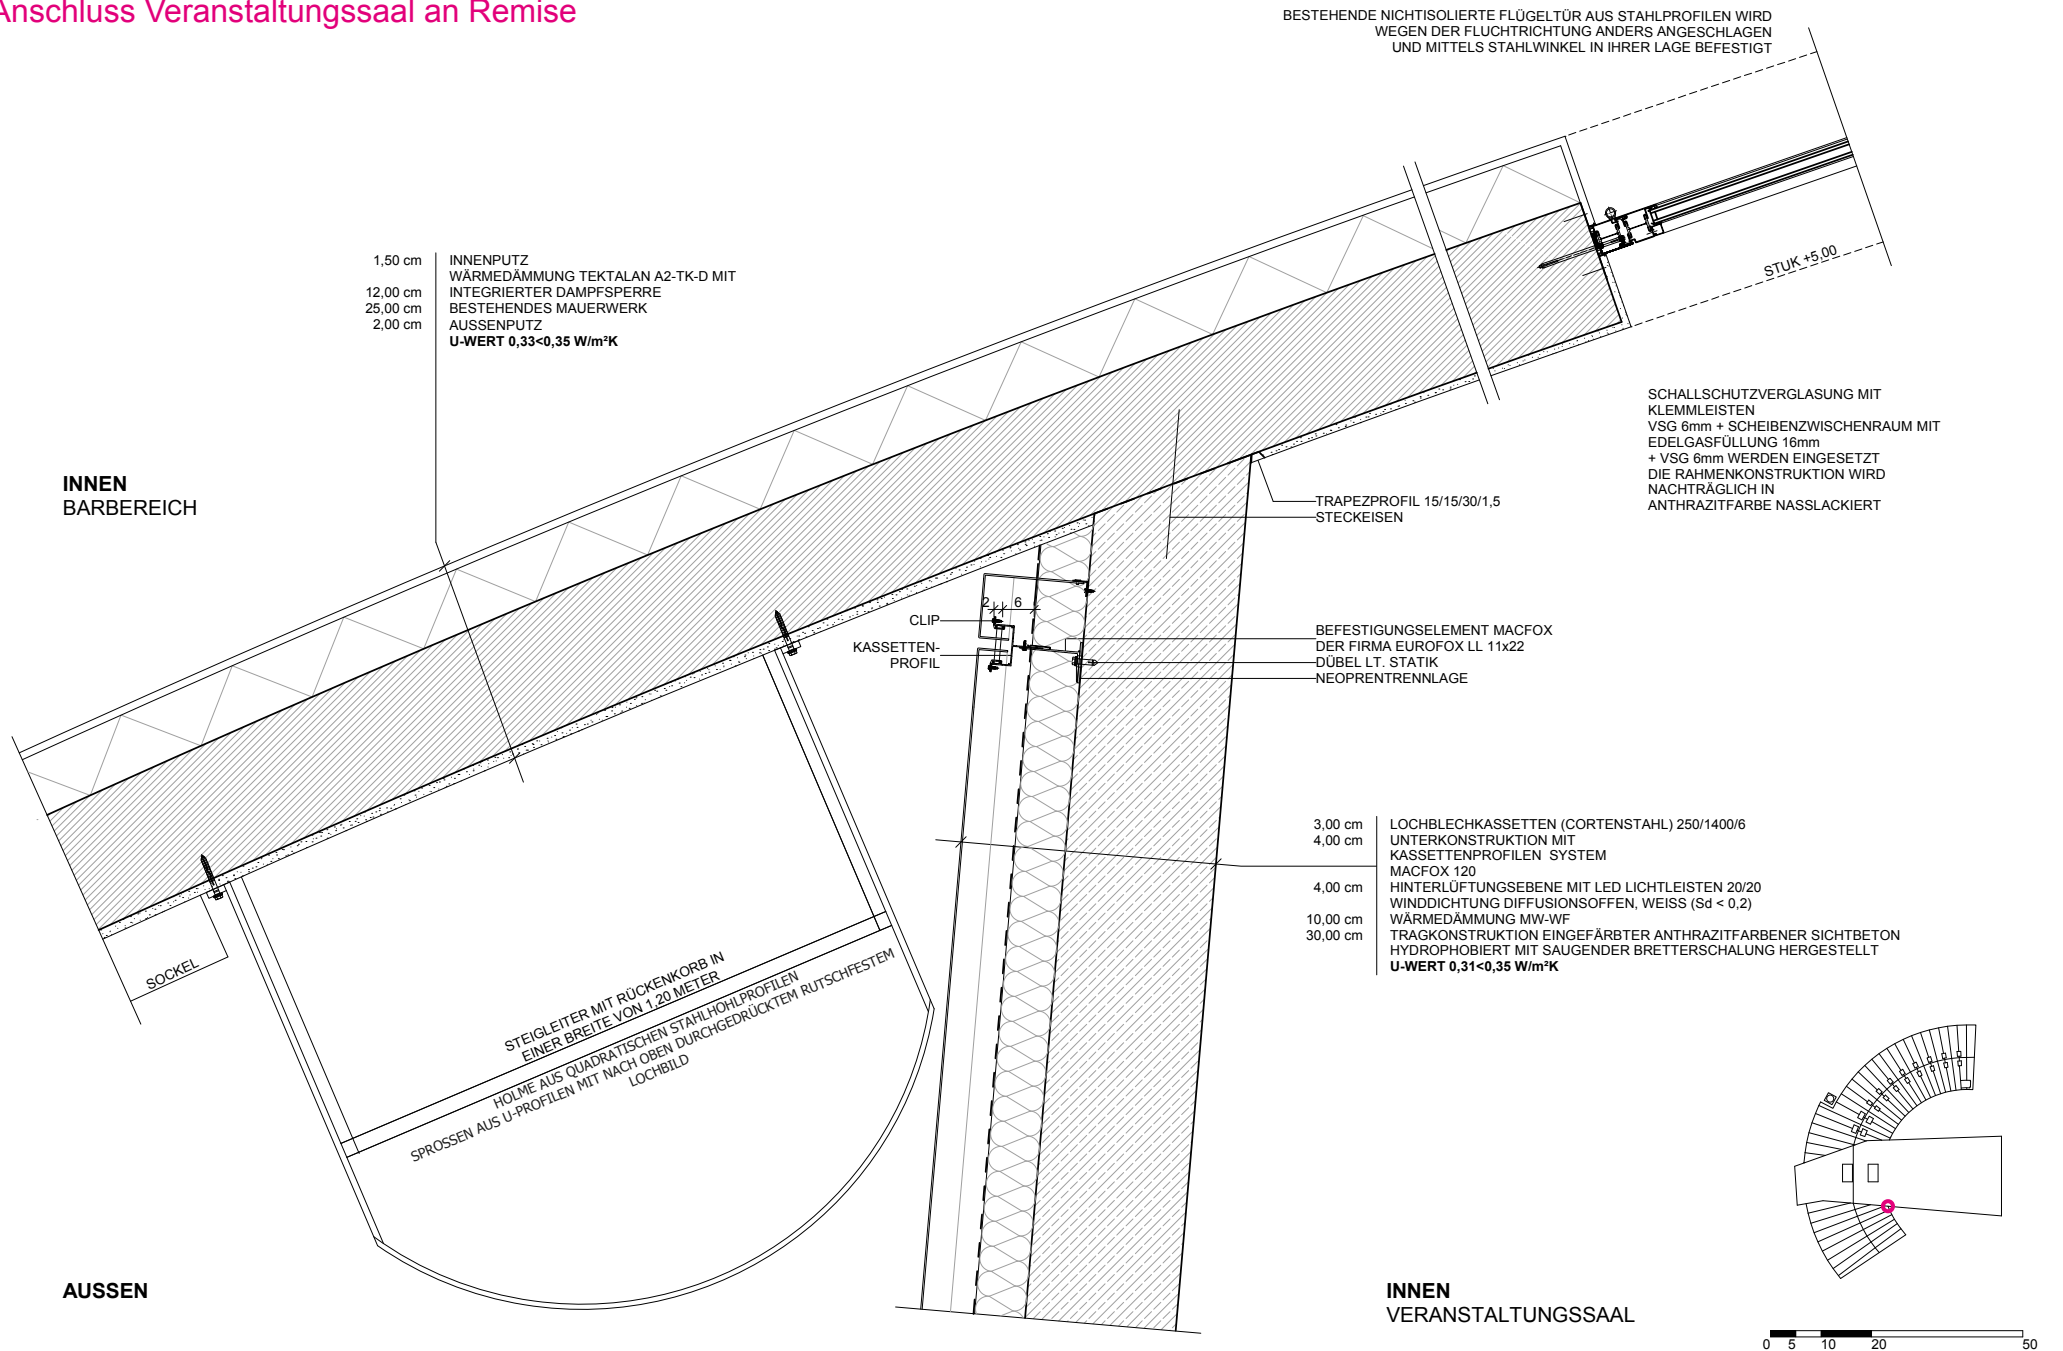 Anschluss Veranstaltungssaal an Remise
BESTEHENDE NICHTISOLIERTE FLÜGELTÜR AUS STAHLPROFILEN WIRD
WEGEN DER FLUCHTRICHTUNG ANDERS ANGESCHLAGEN
UND MITTELS STAHLWINKEL IN IHRER LAGE BEFESTIGT
STUK +5,00
1,50 cm INNENPUTZ
WÄRMEDÄMMUNG TEKTALAN A2-TK-D MIT
12,00 cm INTEGRIERTER DAMPFSPERRE
25,00 cm BESTEHENDES MAUERWERK
2,00 cm AUSSENPUTZ
U-WERT 0,33<0,35 W/m²K
SCHALLSCHUTZVERGLASUNG MIT
KLEMMLEISTEN
VSG 6mm + SCHEIBENZWISCHENRAUM MIT
EDELGASFÜLLUNG 16mm
+ VSG 6mm WERDEN EINGESETZT
DIE RAHMENKONSTRUKTION WIRD
NACHTRÄGLICH IN
ANTHRAZITFARBE NASSLACKIERT
INNEN
BARBEREICH
TRAPEZPROFIL 15/15/30/1,5
STECKEISEN
2 6
CLIP
KASSETTEN-
PROFIL
BEFESTIGUNGSELEMENT MACFOX
DER FIRMA EUROFOX LL 11x22
DÜBEL LT. STATIK
NEOPRENTRENNLAGE
3,00 cm LOCHBLECHKASSETTEN (CORTENSTAHL) 250/1400/6
4,00 cm UNTERKONSTRUKTION MIT
KASSETTENPROFILEN SYSTEM
MACFOX 120
4,00 cm HINTERLÜFTUNGSEBENE MIT LED LICHTLEISTEN 20/20
WINDDICHTUNG DIFFUSIONSOFFEN, WEISS (Sd < 0,2)
10,00 cm WÄRMEDÄMMUNG MW-WF
30,00 cm TRAGKONSTRUKTION EINGEFÄRBTER ANTHRAZITFARBENER SICHTBETON
HYDROPHOBIERT MIT SAUGENDER BRETTERSCHALUNG HERGESTELLT
U-WERT 0,31<0,35 W/m²K
SOCKEL
STEIGLEITER MIT RÜCKENKORB IN
EINER BREITE VON 1,20 METER
HOLME AUS QUADRATISCHEN STAHLHOHLPROFILEN
SPROSSEN AUS U-PROFILEN MIT NACH OBEN DURCHGEDRÜCKTEM RUTSCHFESTEM
LOCHBILD
AUSSEN
INNEN
VERANSTALTUNGSSAAL
0 5 10 20 50